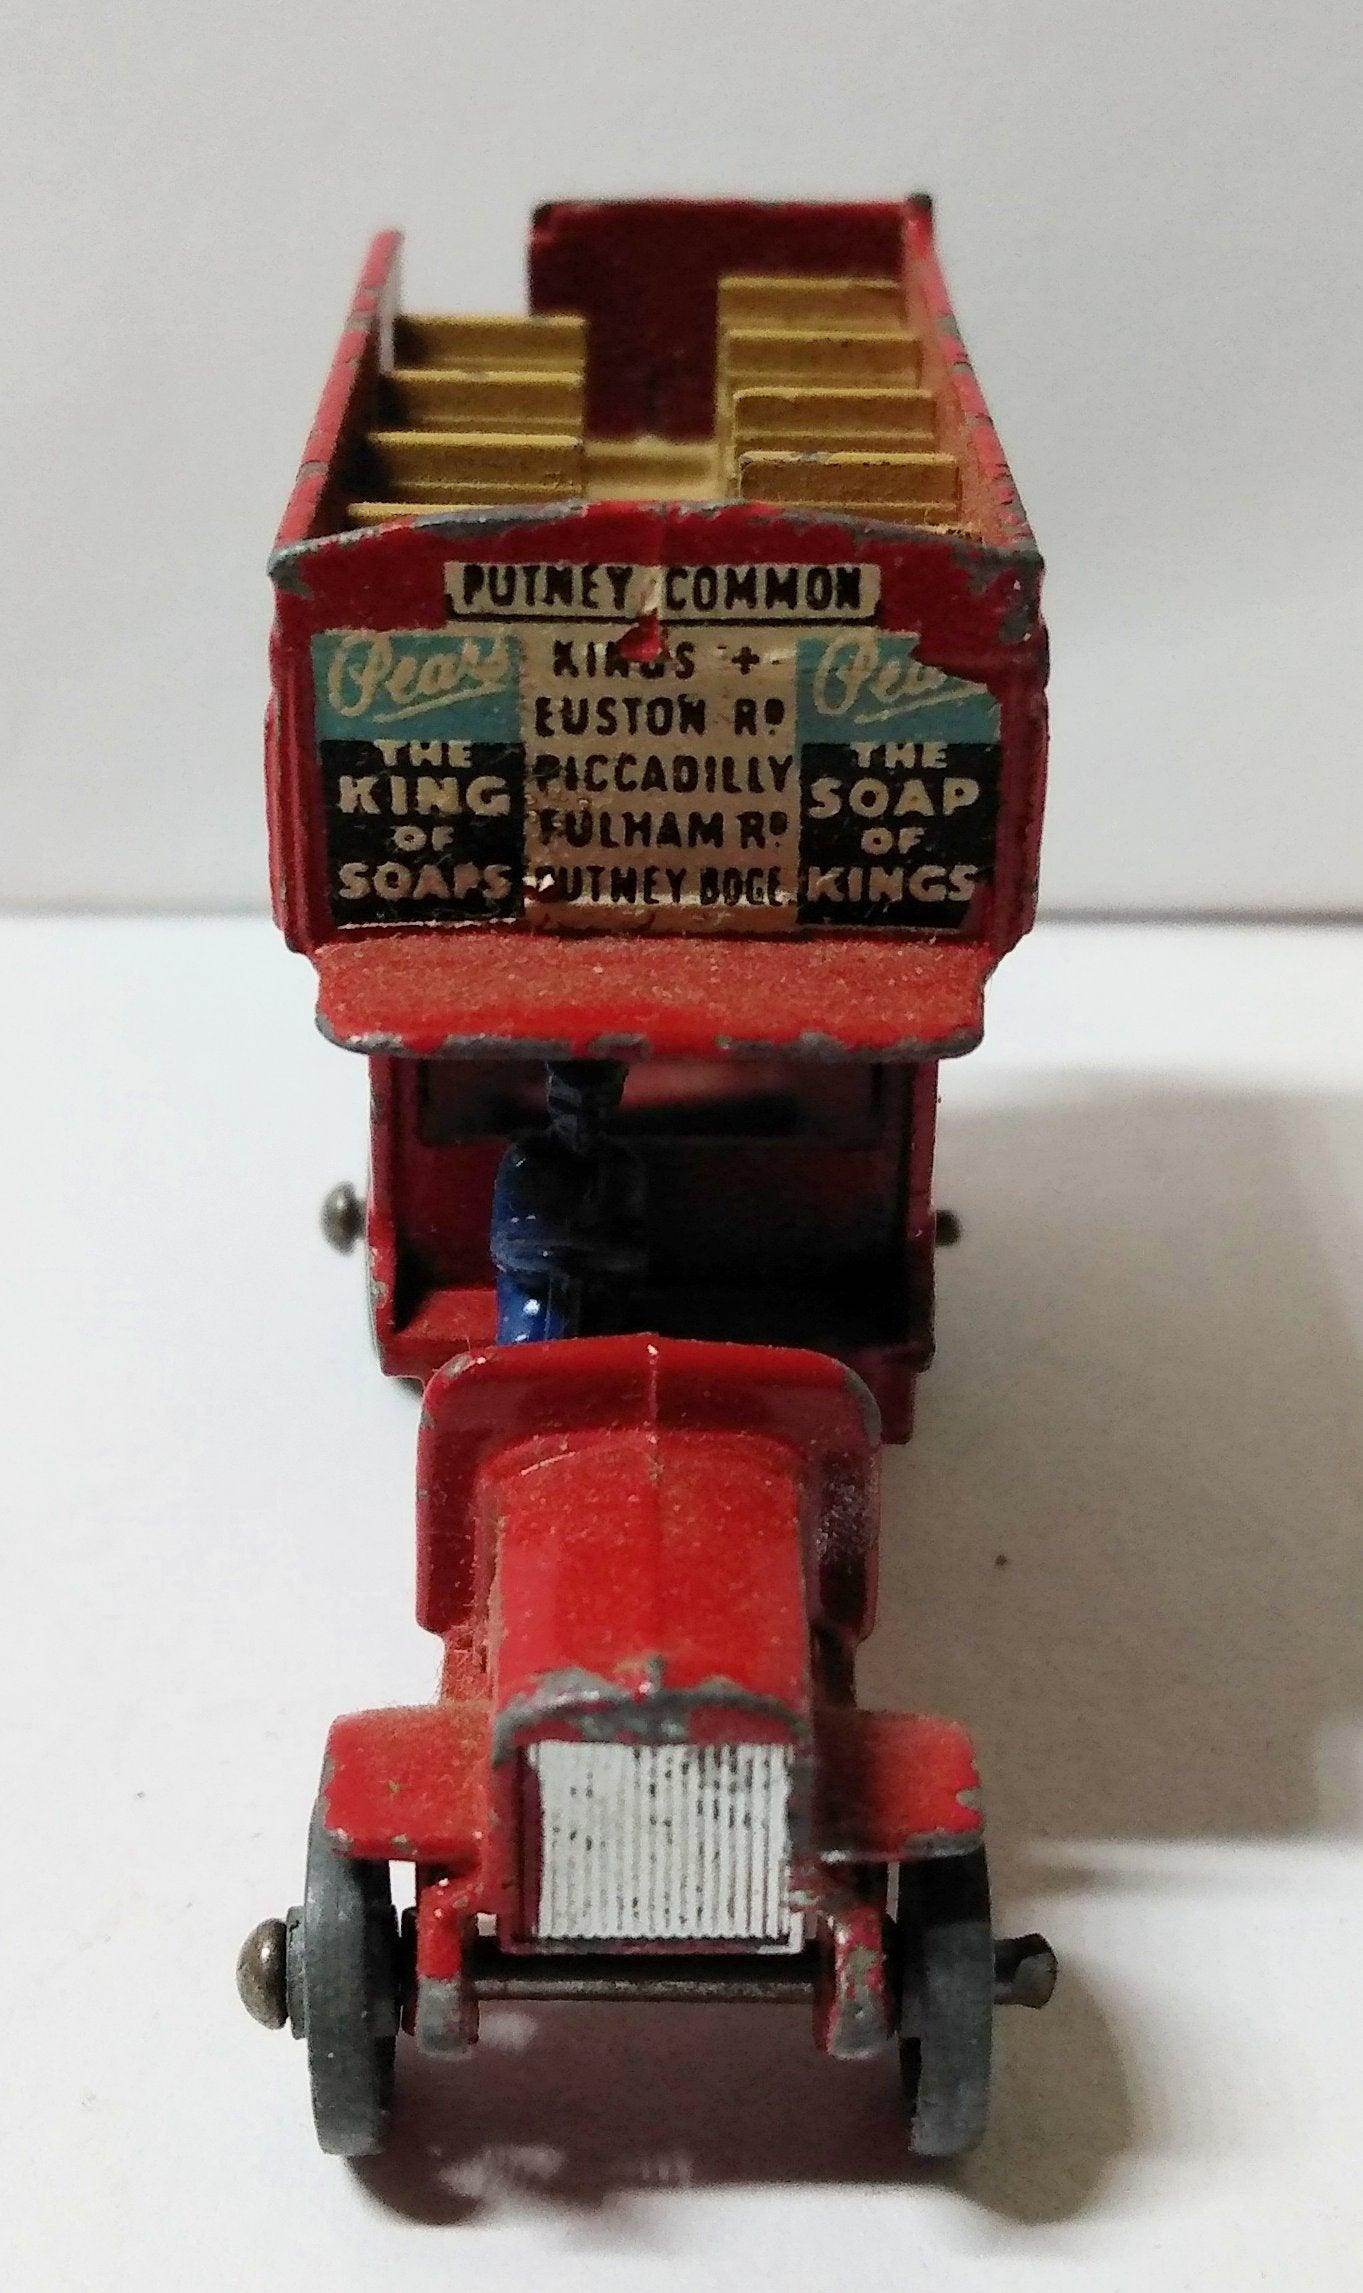 PUTNEY COMMON
Pears
THE
KING
OF
SOAPS
KINGS +
EUSTON RD
PICCADILLY
FULHAM RD
PUTNEY BDGE
Pears
THE
SOAP
OF
KINGS